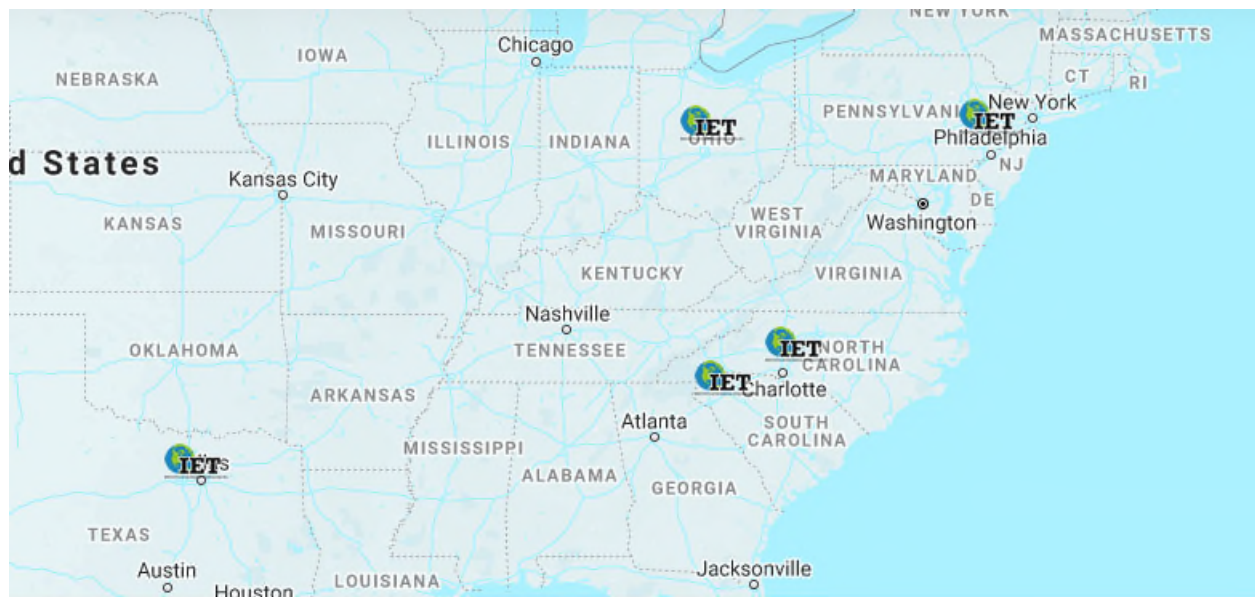 NEW YORK
MASSACHUSETTS
Chicago
IOWA
NEBRASKA
CT
RI
New York
PENNSYLVANI
IET
IET
OHIO
Philadelphia
ILLINOIS
INDIANA
d States
NJ
MARYLAND
Kansas City
DE
WEST
VIRGINIA
Washington
KANSAS
MISSOURI
KENTUCKY
VIRGINIA
Nashville
TENNESSEE
OKLAHOMA
IET
NORTH
CAROLINA
IET
Charlotte
ARKANSAS
Atlanta
SOUTH
CAROLINA
MISSISSIPPI
ALABAMA
IET
GEORGIA
TEXAS
Austin
Jacksonville
LOUISIANA
Houston